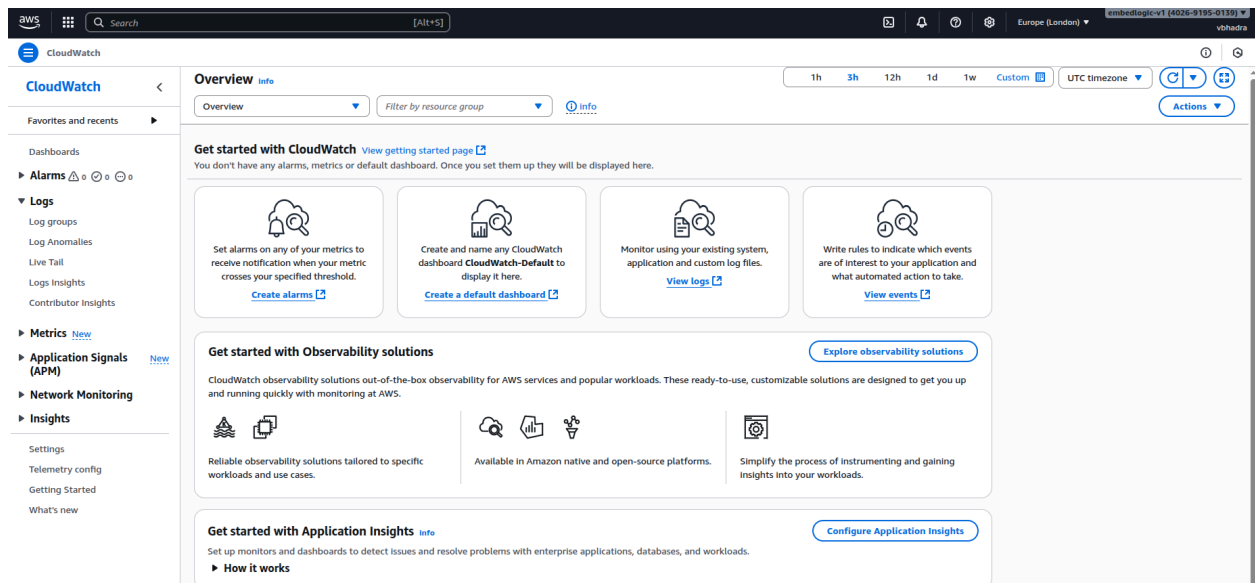 aws
Search [Alt+S]
Europe (London)
embedlogic-v1 (4026-9195-0139)
vbhadra
CloudWatch
CloudWatch
Favorites and recents
Dashboards
Alarms 0 0 0
Logs
Log groups
Log Anomalies
Live Tail
Logs Insights
Contributor Insights
Metrics New
Application Signals New
(APM)
Network Monitoring
Insights
Settings
Telemetry config
Getting Started
What's new
Overview Info
1h 3h 12h 1d 1w Custom UTC timezone
Overview Filter by resource group info
Actions
Get started with CloudWatch View getting started page
You don't have any alarms, metrics or default dashboard. Once you set them up they will be displayed here.
Set alarms on any of your metrics to
receive notification when your metric
crosses your specified threshold.
Create alarms
Create and name any CloudWatch
dashboard CloudWatch-Default to
display it here.
Create a default dashboard
Monitor using your existing system,
application and custom log files.
View logs
Write rules to indicate which events
are of interest to your application and
what automated action to take.
View events
Get started with Observability solutions
Explore observability solutions
CloudWatch observability solutions out-of-the-box observability for AWS services and popular workloads. These ready-to-use, customizable solutions are designed to get you up
and running quickly with monitoring at AWS.
Reliable observability solutions tailored to specific
workloads and use cases.
Available in Amazon native and open-source platforms.
Simplify the process of instrumenting and gaining
insights into your workloads.
Get started with Application Insights Info
Configure Application Insights
Set up monitors and dashboards to detect issues and resolve problems with enterprise applications, databases, and workloads.
How it works